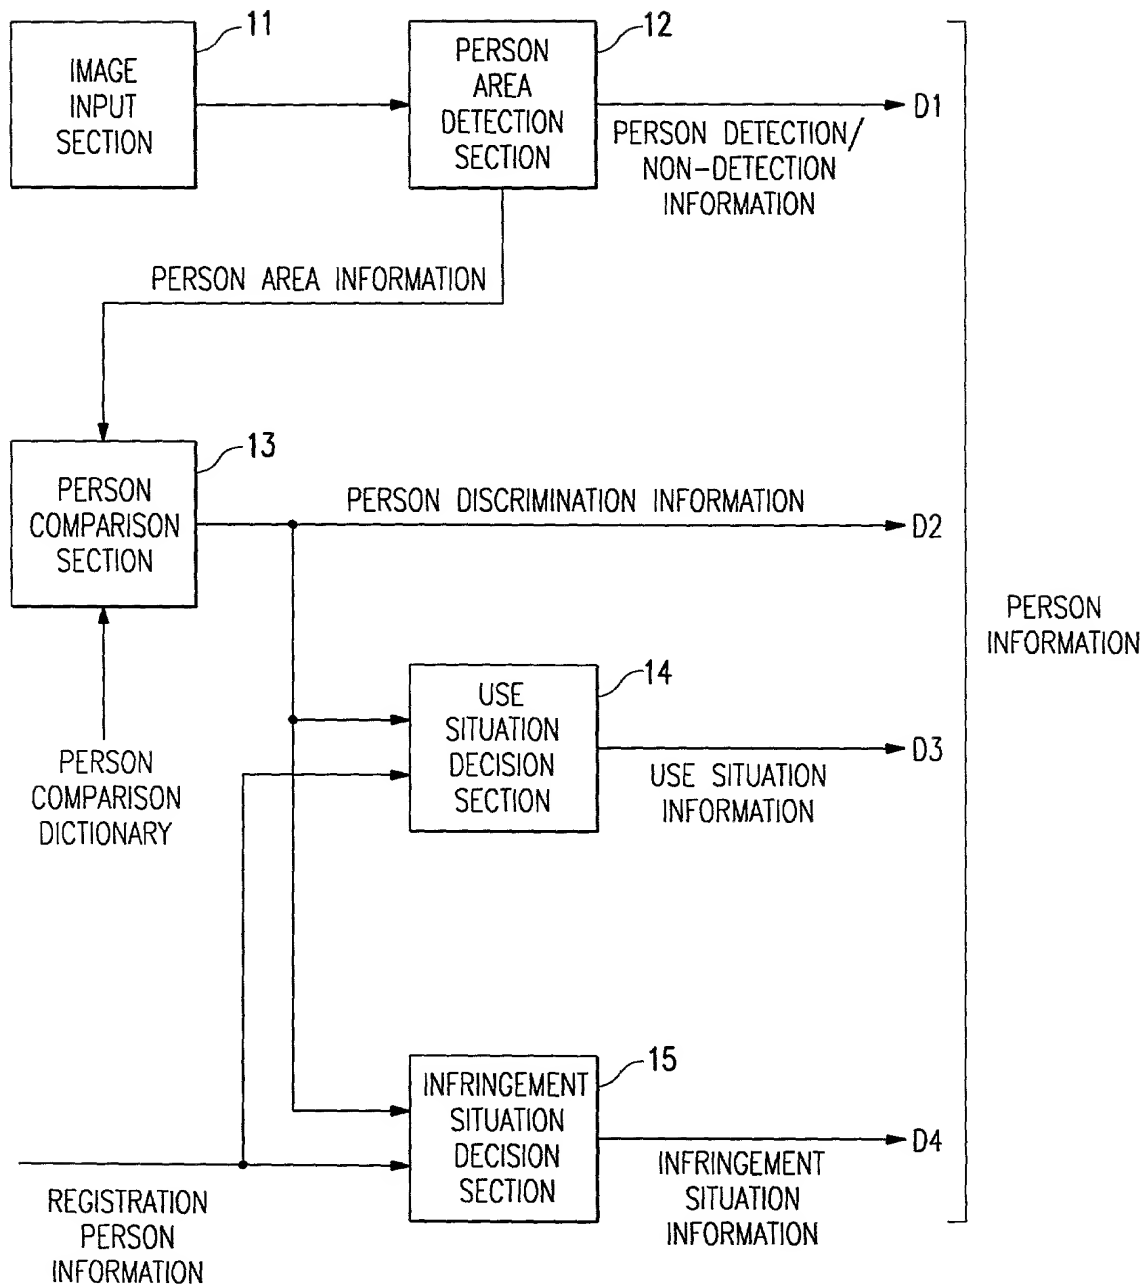 11
IMAGE
INPUT
SECTION
12
PERSON
AREA
DETECTION
SECTION
D1
PERSON DETECTION/
NON-DETECTION
INFORMATION
PERSON AREA INFORMATION
13
PERSON
COMPARISON
SECTION
PERSON DISCRIMINATION INFORMATION
D2
PERSON
INFORMATION
14
USE
SITUATION
DECISION
SECTION
D3
USE SITUATION
INFORMATION
PERSON
COMPARISON
DICTIONARY
15
INFRINGEMENT
SITUATION
DECISION
SECTION
D4
INFRINGEMENT
SITUATION
INFORMATION
REGISTRATION
PERSON
INFORMATION